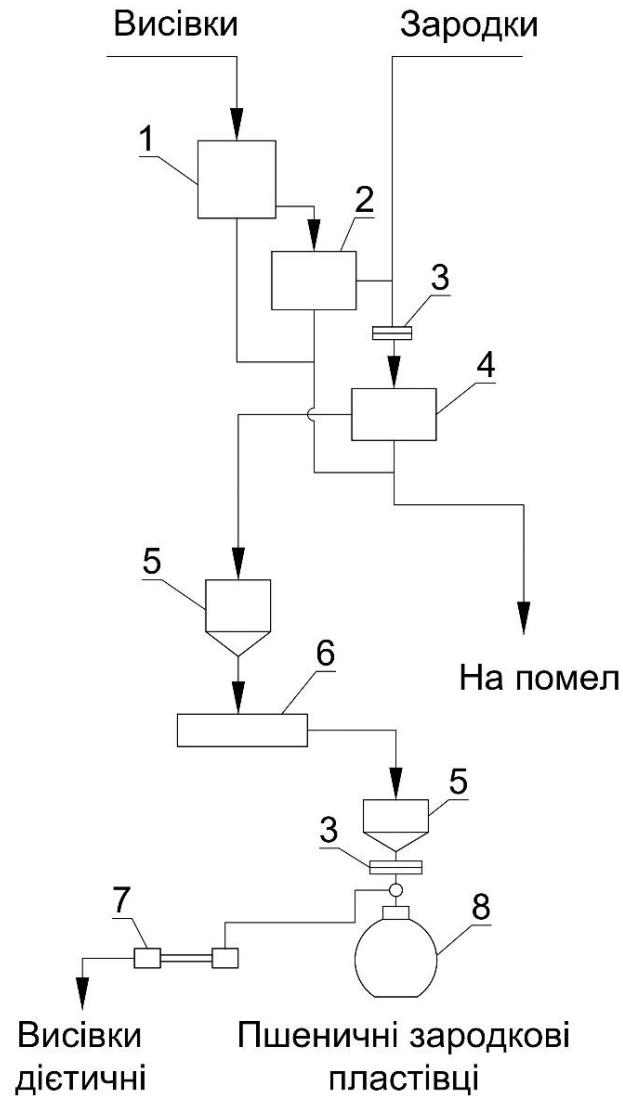 Висівки
Зародки
1
2
3
4
5
На помел
6
5
3
7
8
Висівки
дієтичні
Пшеничні зародкові
пластівці